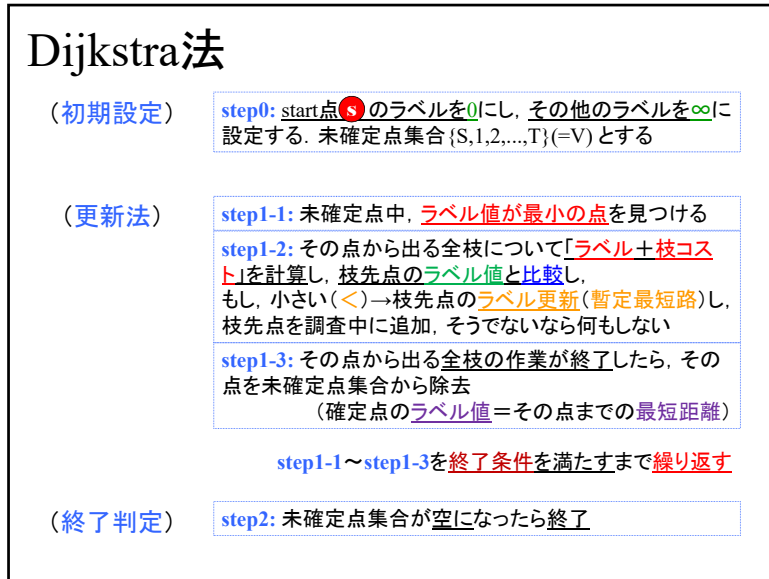 Dijkstra法
（初期設定）
step0: start点 s のラベルを0にし，その他のラベルを∞に
設定する．未確定点集合{S,1,2,...,T}(=V) とする
（更新法）
step1-1: 未確定点中，ラベル値が最小の点を見つける
step1-2: その点から出る全枝について「ラベル＋枝コス
ト」を計算し，枝先点のラベル値と比較し，
もし，小さい（＜）→枝先点のラベル更新（暫定最短路）し，
枝先点を調査中に追加，そうでないなら何もしない
step1-3: その点から出る全枝の作業が終了したら，その
点を未確定点集合から除去
（確定点のラベル値＝その点までの最短距離）
step1-1～step1-3を終了条件を満たすまで繰り返す
（終了判定）
step2: 未確定点集合が空になったら終了